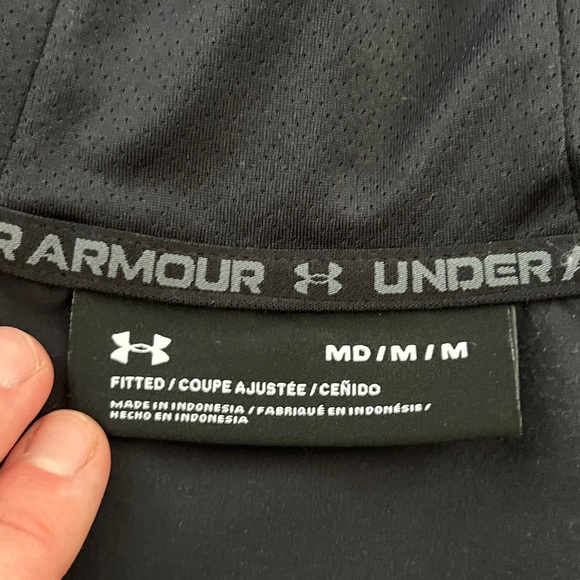 R ARMOUR UNDER A
MD / M / M
FITTED / COUPE AJUSTÉE / CEÑIDO
MADE IN INDONESIA / FABRIQUÉ EN INDONÉSIE /
HECHO EN INDONESIA